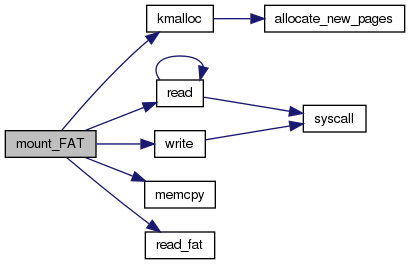 kmalloc
allocate_new_pages
read
syscall
mount_FAT
write
memcpy
read_fat